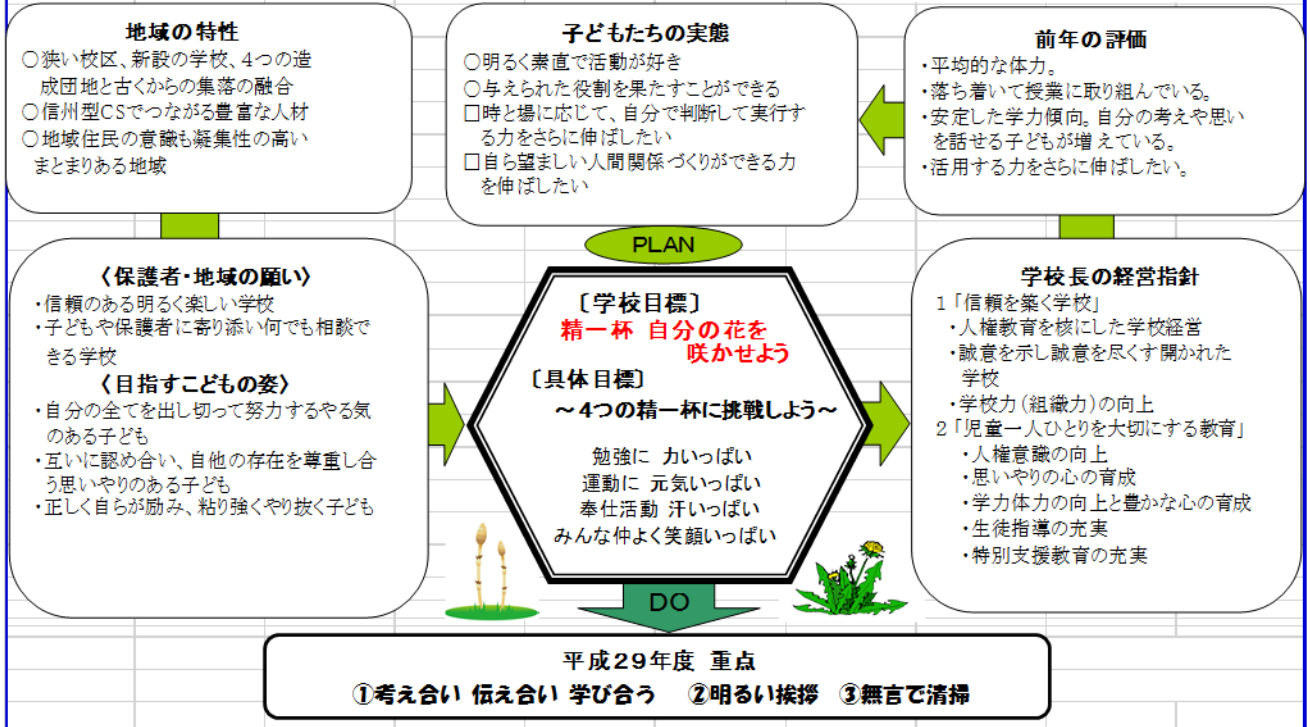 地域の特性
○狭い校区、新設の学校、4つの造
成団地と古くからの集落の融合
○信州型CSでつながる豊富な人材
○地域住民の意識も凝集性の高い
まとまりある地域
子どもたちの実態
○明るく素直で活動が好き
○与えられた役割を果たすことができる
□時と場に応じて、自分で判断して実行す
る力をさらに伸ばしたい
□自ら望ましい人間関係づくりができる力
を伸ばしたい
前年の評価
・平均的な体力。
・落ち着いて授業に取り組んでいる。
・安定した学力傾向。自分の考えや思い
を話せる子どもが増えている。
・活用する力をさらに伸ばしたい。
〈保護者・地域の願い〉
・信頼のある明るく楽しい学校
・子どもや保護者に寄り添い何でも相談で
きる学校
〈目指すこどもの姿〉
・自分の全てを出し切って努力するやる気
のある子ども
・互いに認め合い、自他の存在を尊重し合
う思いやりのある子ども
・正しく自らが励み、粘り強くやり抜く子ども
PLAN
〔学校目標〕
精一杯 自分の花を
咲かせよう
〔具体目標〕
～4つの精一杯に挑戦しよう～
勉強に 力いっぱい
運動に 元気いっぱい
奉仕活動 汗いっぱい
みんな仲よく笑顔いっぱい
学校長の経営指針
1「信頼を築く学校」
・人権教育を核にした学校経営
・誠意を示し誠意を尽くす開かれた
学校
・学校力(組織力)の向上
2「児童一人ひとりを大切にする教育」
・人権意識の向上
・思いやりの心の育成
・学力体力の向上と豊かな心の育成
・生徒指導の充実
・特別支援教育の充実
DO
平成29年度 重点
①考え合い 伝え合い 学び合う ②明るい挨拶 ③無言で清掃